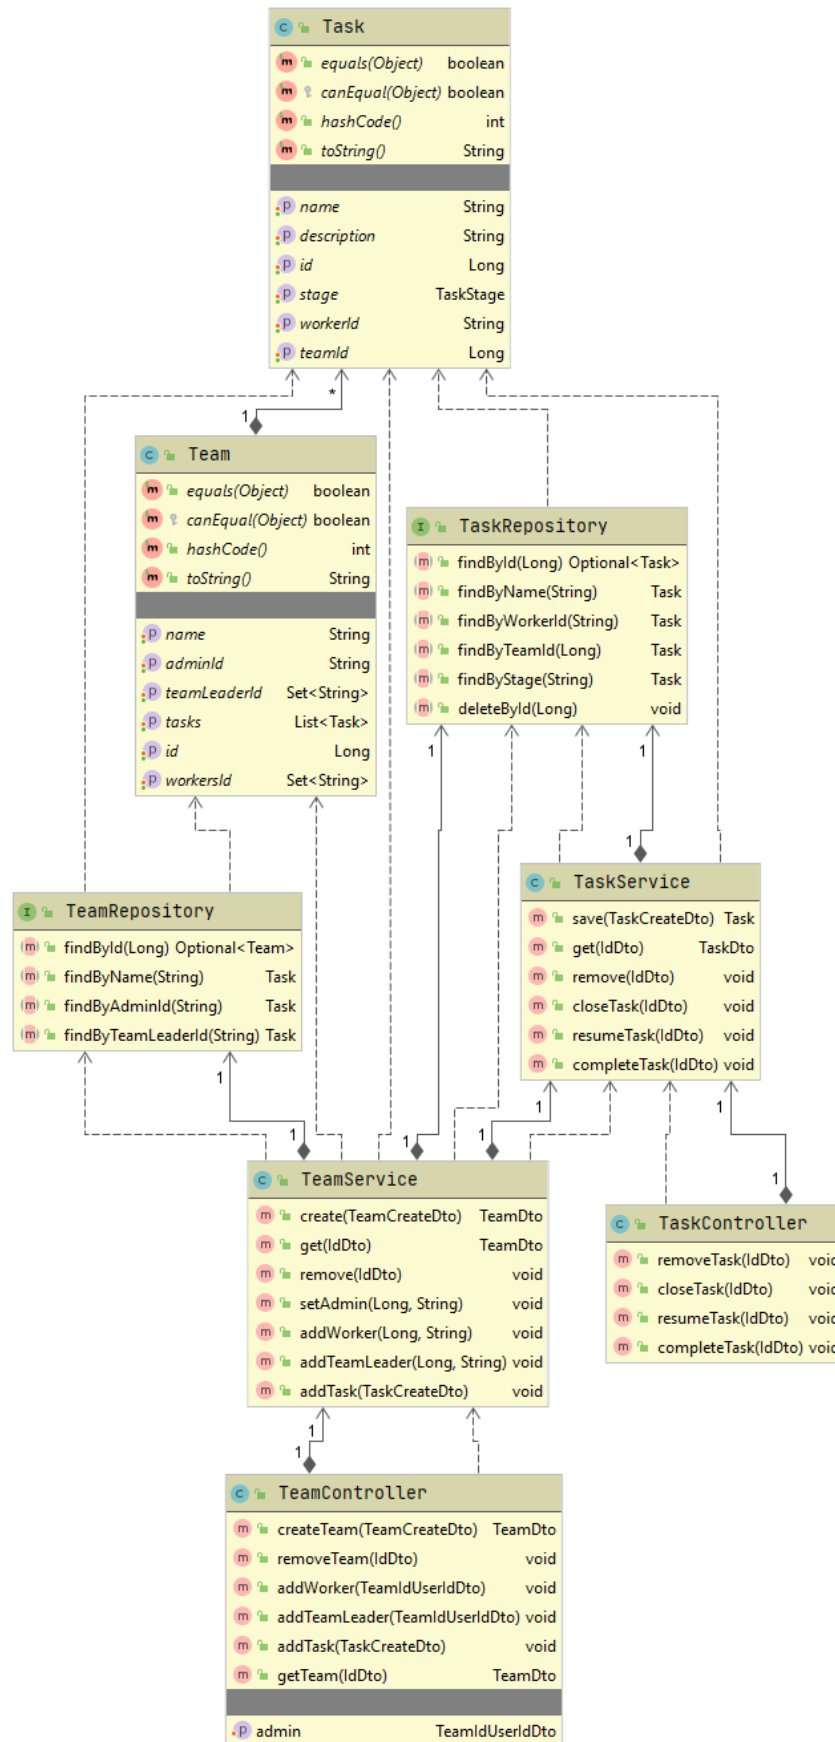 C Task
m equals(Object) boolean
m canEqual(Object) boolean
m hashCode() int
m toString() String
p name String
p description String
p id Long
p stage TaskStage
p workerId String
p teamId Long
*
1
C Team
m equals(Object) boolean
m canEqual(Object) boolean
m hashCode() int
m toString() String
p name String
p adminId String
p teamLeaderId Set<String>
p tasks List<Task>
p id Long
p workersId Set<String>
I TaskRepository
m findById(Long) Optional<Task>
m findByName(String) Task
m findByWorkerId(String) Task
m findByTeamId(Long) Task
m findByStage(String) Task
m deleteById(Long) void
1 1
1
C TaskService
m save(TaskCreateDto) Task
m get(IdDto) TaskDto
m remove(IdDto) void
m closeTask(IdDto) void
m resumeTask(IdDto) void
m completeTask(IdDto) void
I TeamRepository
m findById(Long) Optional<Team>
m findByName(String) Task
m findByAdminId(String) Task
m findByTeamLeaderId(String) Task
1 1 1
1 1 1 1
C TeamService
m create(TeamCreateDto) TeamDto
m get(IdDto) TeamDto
m remove(IdDto) void
m setAdmin(Long, String) void
m addWorker(Long, String) void
m addTeamLeader(Long, String) void
m addTask(TaskCreateDto) void
C TaskController
m removeTask(IdDto) void
m closeTask(IdDto) void
m resumeTask(IdDto) void
m completeTask(IdDto) void
1
1
C TeamController
m createTeam(TeamCreateDto) TeamDto
m removeTeam(IdDto) void
m addWorker(TeamIdUserIdDto) void
m addTeamLeader(TeamIdUserIdDto) void
m addTask(TaskCreateDto) void
m getTeam(IdDto) TeamDto
p admin TeamIdUserIdDto